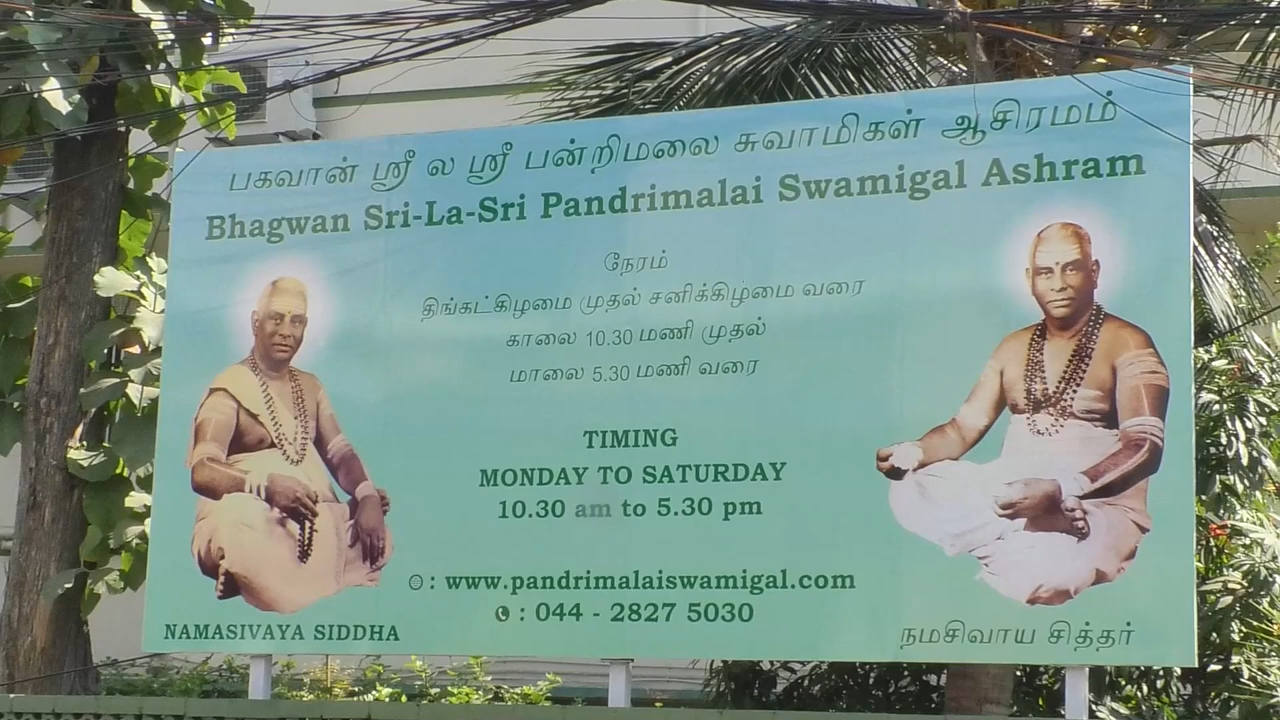 பகவான் ஸ்ரீ ல ஸ்ரீ பன்றிமலை சுவாமிகள் ஆசிரமம்
Bhagwan Sri-La-Sri Pandrimalai Swamigal Ashram
நேரம்
திங்கட்கிழமை முதல் சனிக்கிழ்மை வரை
காலை 10.30 மணி முதல்
மாலை 5.30 மணி வரை
TIMING
MONDAY TO SATURDAY
10.30 am to 5.30 pm
: www.pandrimalaiswamigal.com
: 044 - 2827 5030
NAMASIVAYA SIDDHA
நமசிவாய சித்தர்